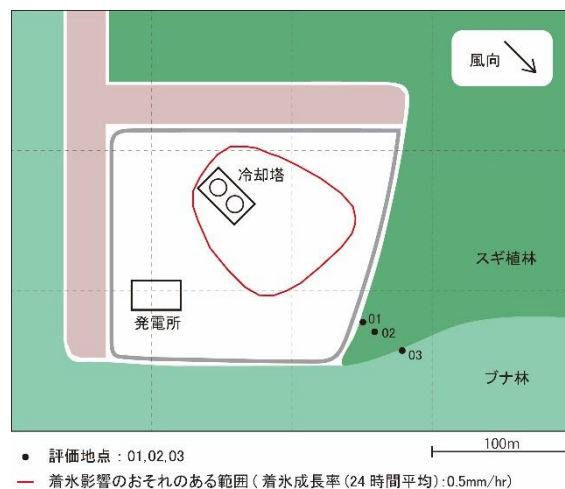 風向
冷却塔
スギ植林
発電所
01
02
03
ブナ林
100m
● 評価地点：01,02,03
着氷影響のおそれのある範囲(着氷成長率(24時間平均):0.5mm/hr)